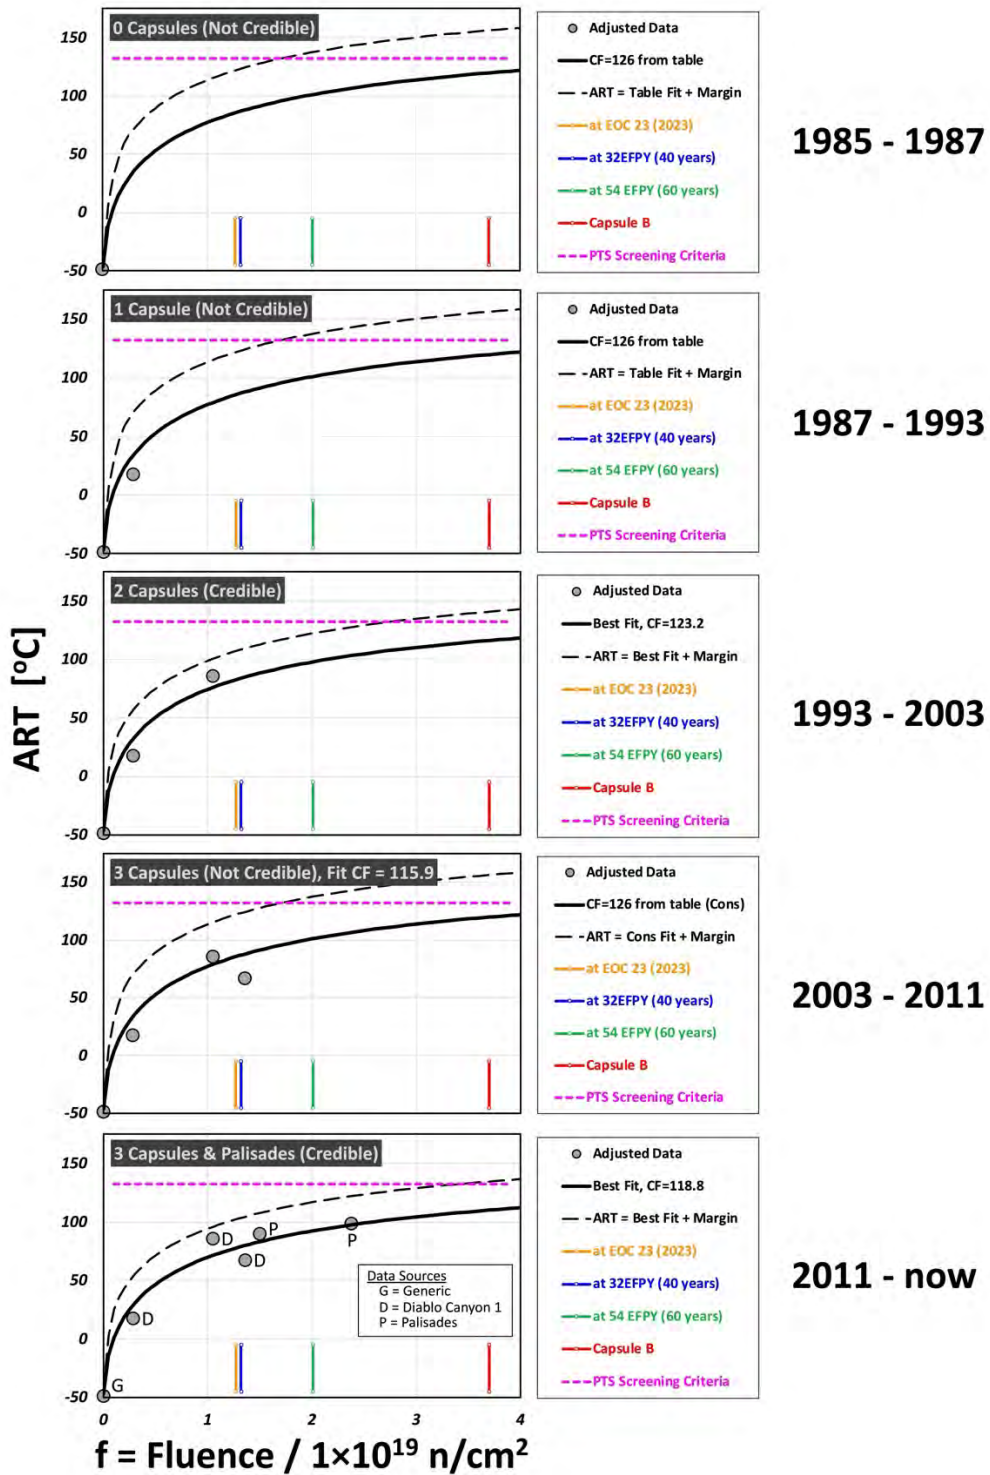 0 Capsules (Not Credible)
150
100
50
0
-50
Adjusted Data
CF=126 from table
ART = Table Fit + Margin
at EOC 23 (2023)
at 32EFPY (40 years)
at 54 EFPY (60 years)
Capsule B
PTS Screening Criteria
1985 - 1987
1 Capsule (Not Credible)
150
100
50
0
-50
Adjusted Data
CF=126 from table
ART = Table Fit + Margin
at EOC 23 (2023)
at 32EFPY (40 years)
at 54 EFPY (60 years)
Capsule B
PTS Screening Criteria
1987 - 1993
2 Capsules (Credible)
150
100
50
0
-50
Adjusted Data
Best Fit, CF=123.2
ART = Best Fit + Margin
at EOC 23 (2023)
at 32EFPY (40 years)
at 54 EFPY (60 years)
Capsule B
PTS Screening Criteria
1993 - 2003
ART [°C]
3 Capsules (Not Credible), Fit CF = 115.9
150
100
50
0
-50
Adjusted Data
CF=126 from table (Cons)
ART = Cons Fit + Margin
at EOC 23 (2023)
at 32EFPY (40 years)
at 54 EFPY (60 years)
Capsule B
PTS Screening Criteria
2003 - 2011
3 Capsules & Palisades (Credible)
150
100
50
0
-50
D
P
P
D
D
G
Data Sources
G = Generic
D = Diablo Canyon 1
P = Palisades
Adjusted Data
Best Fit, CF=118.8
ART = Best Fit + Margin
at EOC 23 (2023)
at 32EFPY (40 years)
at 54 EFPY (60 years)
Capsule B
PTS Screening Criteria
2011 - now
0 1 2 3 4
f = Fluence / 1×10¹⁹ n/cm²